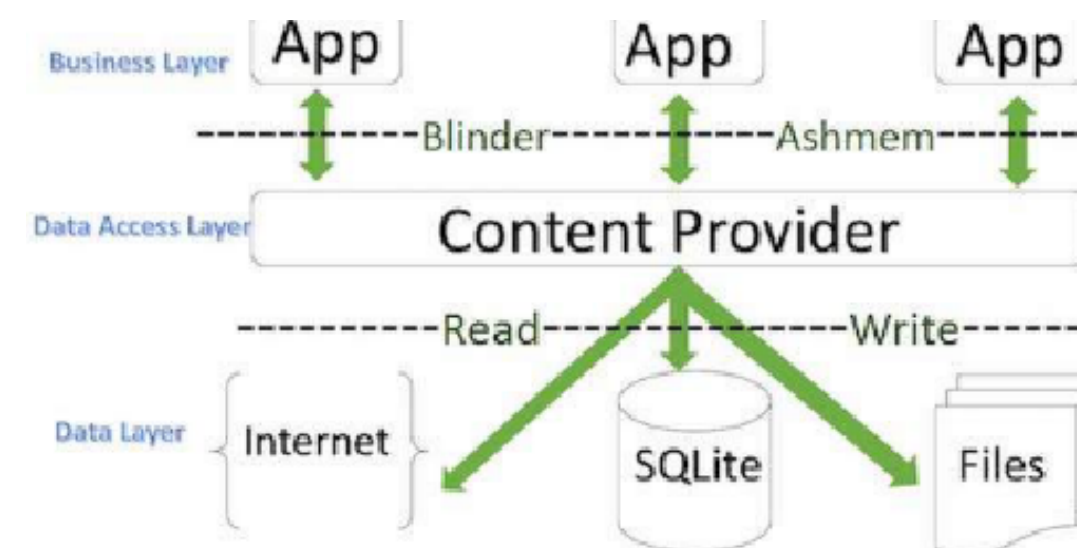 App App App
Business Layer
Blinder Ashmem
Data Access Layer
Content Provider
Read Write
Data Layer
Internet
SQLite
Files